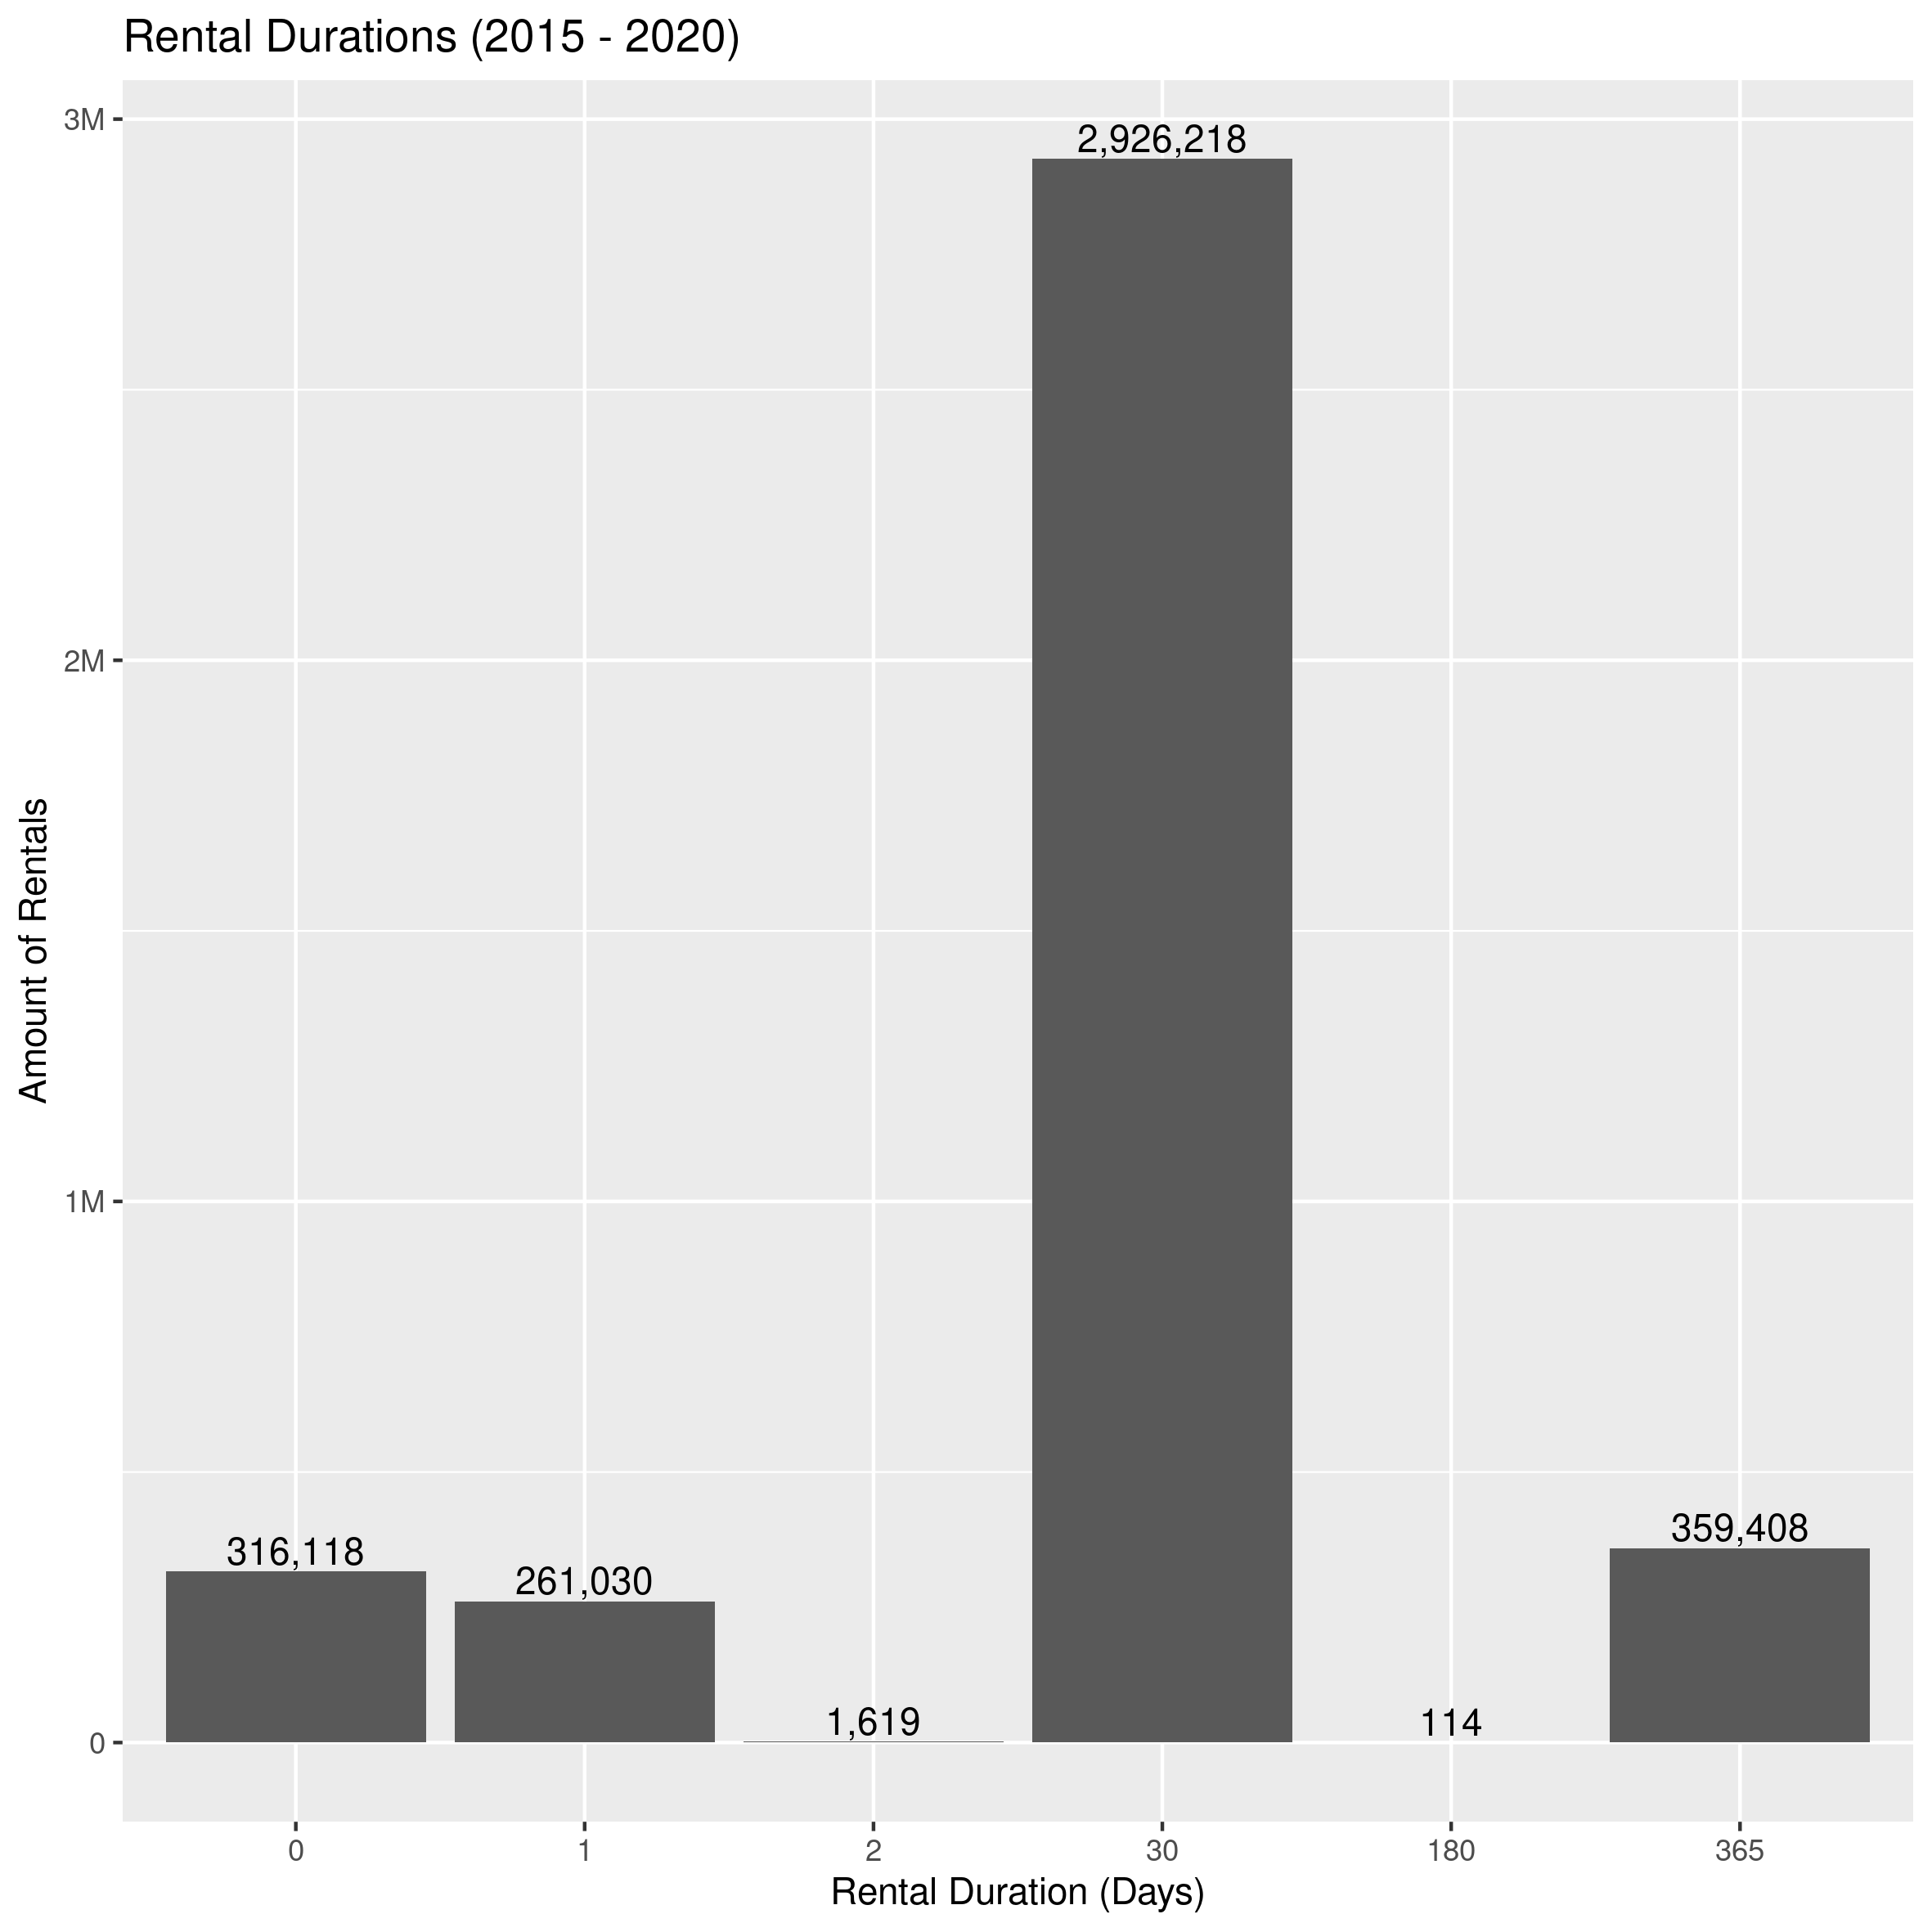 Rental Durations (2015 - 2020)
3M
2M
1M
0
Amount of Rentals
316,118
261,030
1,619
2,926,218
114
359,408
0
1
2
30
180
365
Rental Duration (Days)